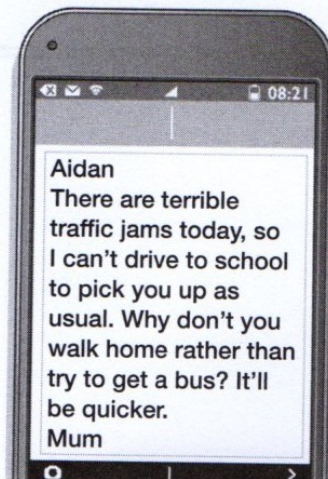 08:21
Aidan
There are terrible
traffic jams today, so
I can't drive to school
to pick you up as
usual. Why don't you
walk home rather than
try to get a bus? It'll
be quicker.
Mum